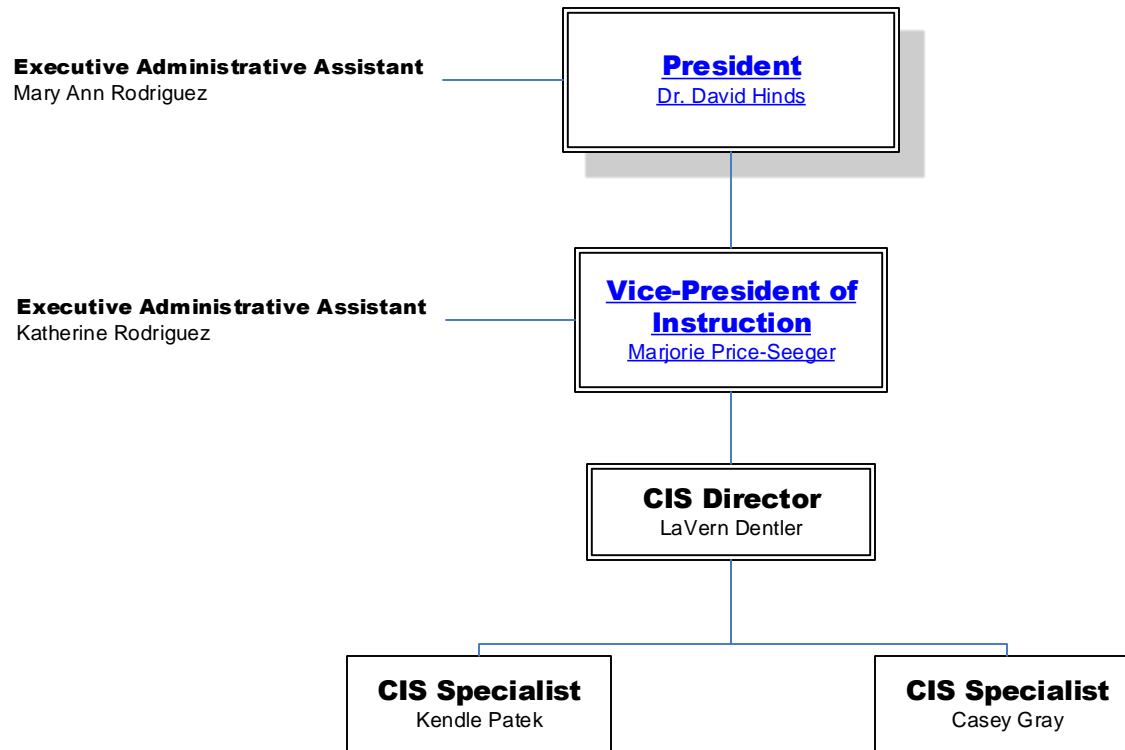 President
Dr. David Hinds
Executive Administrative Assistant
Mary Ann Rodriguez
Vice-President of
Instruction
Marjorie Price-Seeger
Executive Administrative Assistant
Katherine Rodriguez
CIS Director
LaVern Dentler
CIS Specialist
Kendle Patek
CIS Specialist
Casey Gray